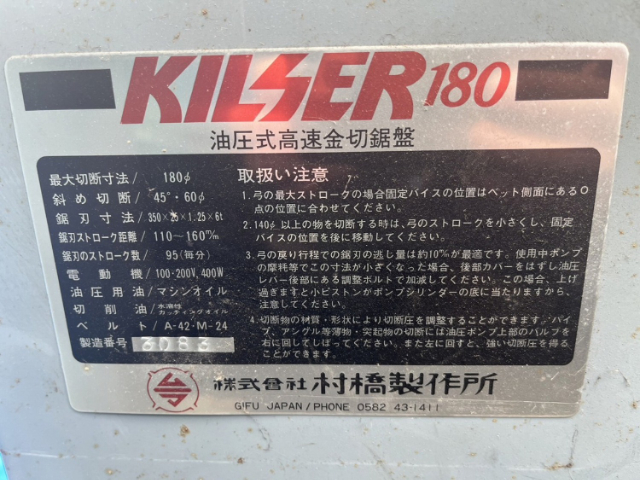 KILSER180
油圧式高速金切鋸盤
最大切断寸法/ 180φ
斜め切断/ 45°・60φ
鋸刃寸法/ 350×25×1.25×6t
鋸刃ストローク距離/ 110〜160m/m
鋸刃ストローク数/ 95(毎分)
電動機/ 100-200V,400W
油圧用油/ マシンオイル
切削油/ 水溶性カッティングオイル
ベルト/ A-42・M-24
製造番号
取扱い注意
1.弓の最大ストロークの場合固定バイスの位置はベット側面にある○
点の位置に合わせてください。
2.140φ以上の物を切断する時は、弓のストロークを小さくし、固定
バイスの位置を後に移動してください。
3.弓の戻り行程での鋸刃の逃し量は約10%が最適です。使用中ポンプ
の摩耗等でこの寸法が小さくなった場合、後部カバーをはずし油圧
レバー後部にある調整ボルトで加減してください。この場合、上げ
過ぎますと小ピストンがポンプシリンダーの底に当たりますから、
注意してください。
4.切断物の材質・形状により切断圧を調整することができます。パイ
プ、アングル等薄物・突起物の切断には油圧ポンプ上部のバルブを
右に回してしぼってください。また左に回すと、強い切断圧を得る
ことができます。
株式会社 村橋製作所
GIFU JAPAN/PHONE 0582 43-1411